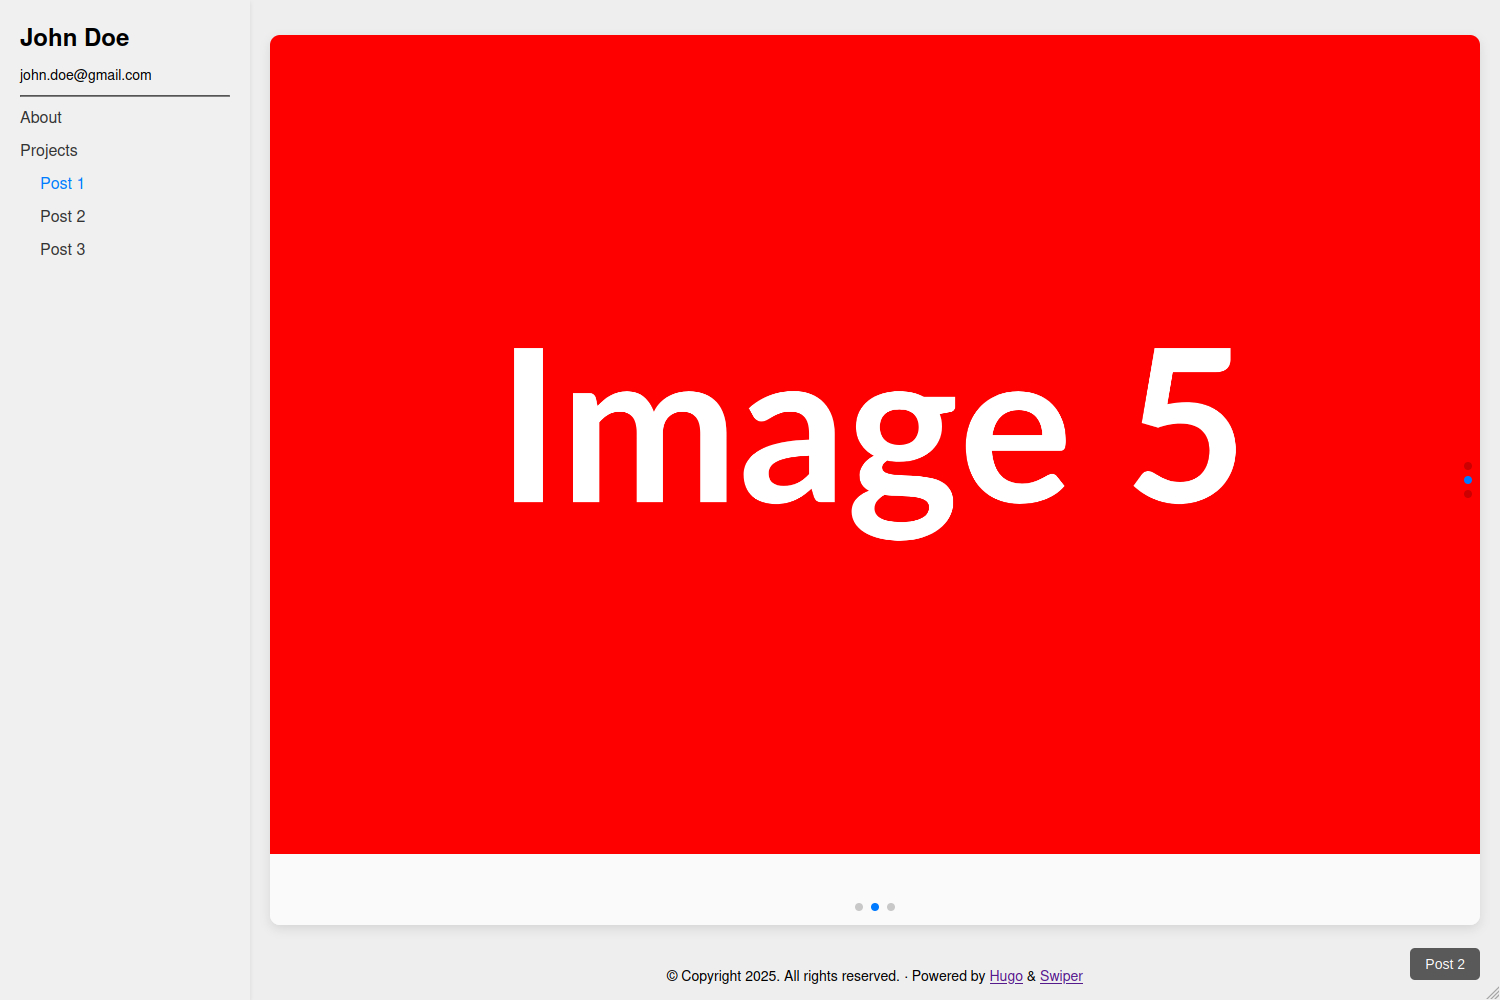 John Doe
john.doe@gmail.com
About
Projects
Post 1
Post 2
Post 3
Image 5
© Copyright 2025. All rights reserved. · Powered by Hugo & Swiper
Post 2